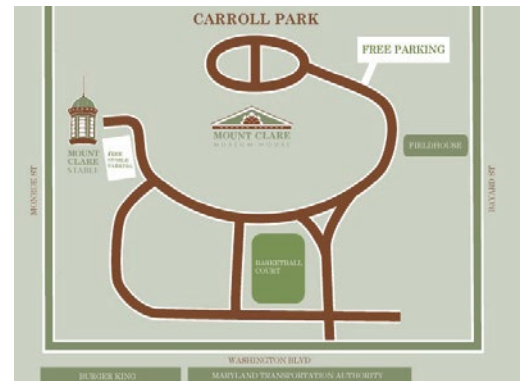 CARROLL PARK
FREE PARKING
MOUNT CLARE
MUSEUM HOUSE
FIELDHOUSE
MOUNT
CLARE
STABLE
FREE
STABLE
PARKING
MONROE ST
BAYARD ST
BASKETBALL
COURT
WASHINGTON BLVD
BURGER KING
MARYLAND TRANSPORTATION AUTHORITY